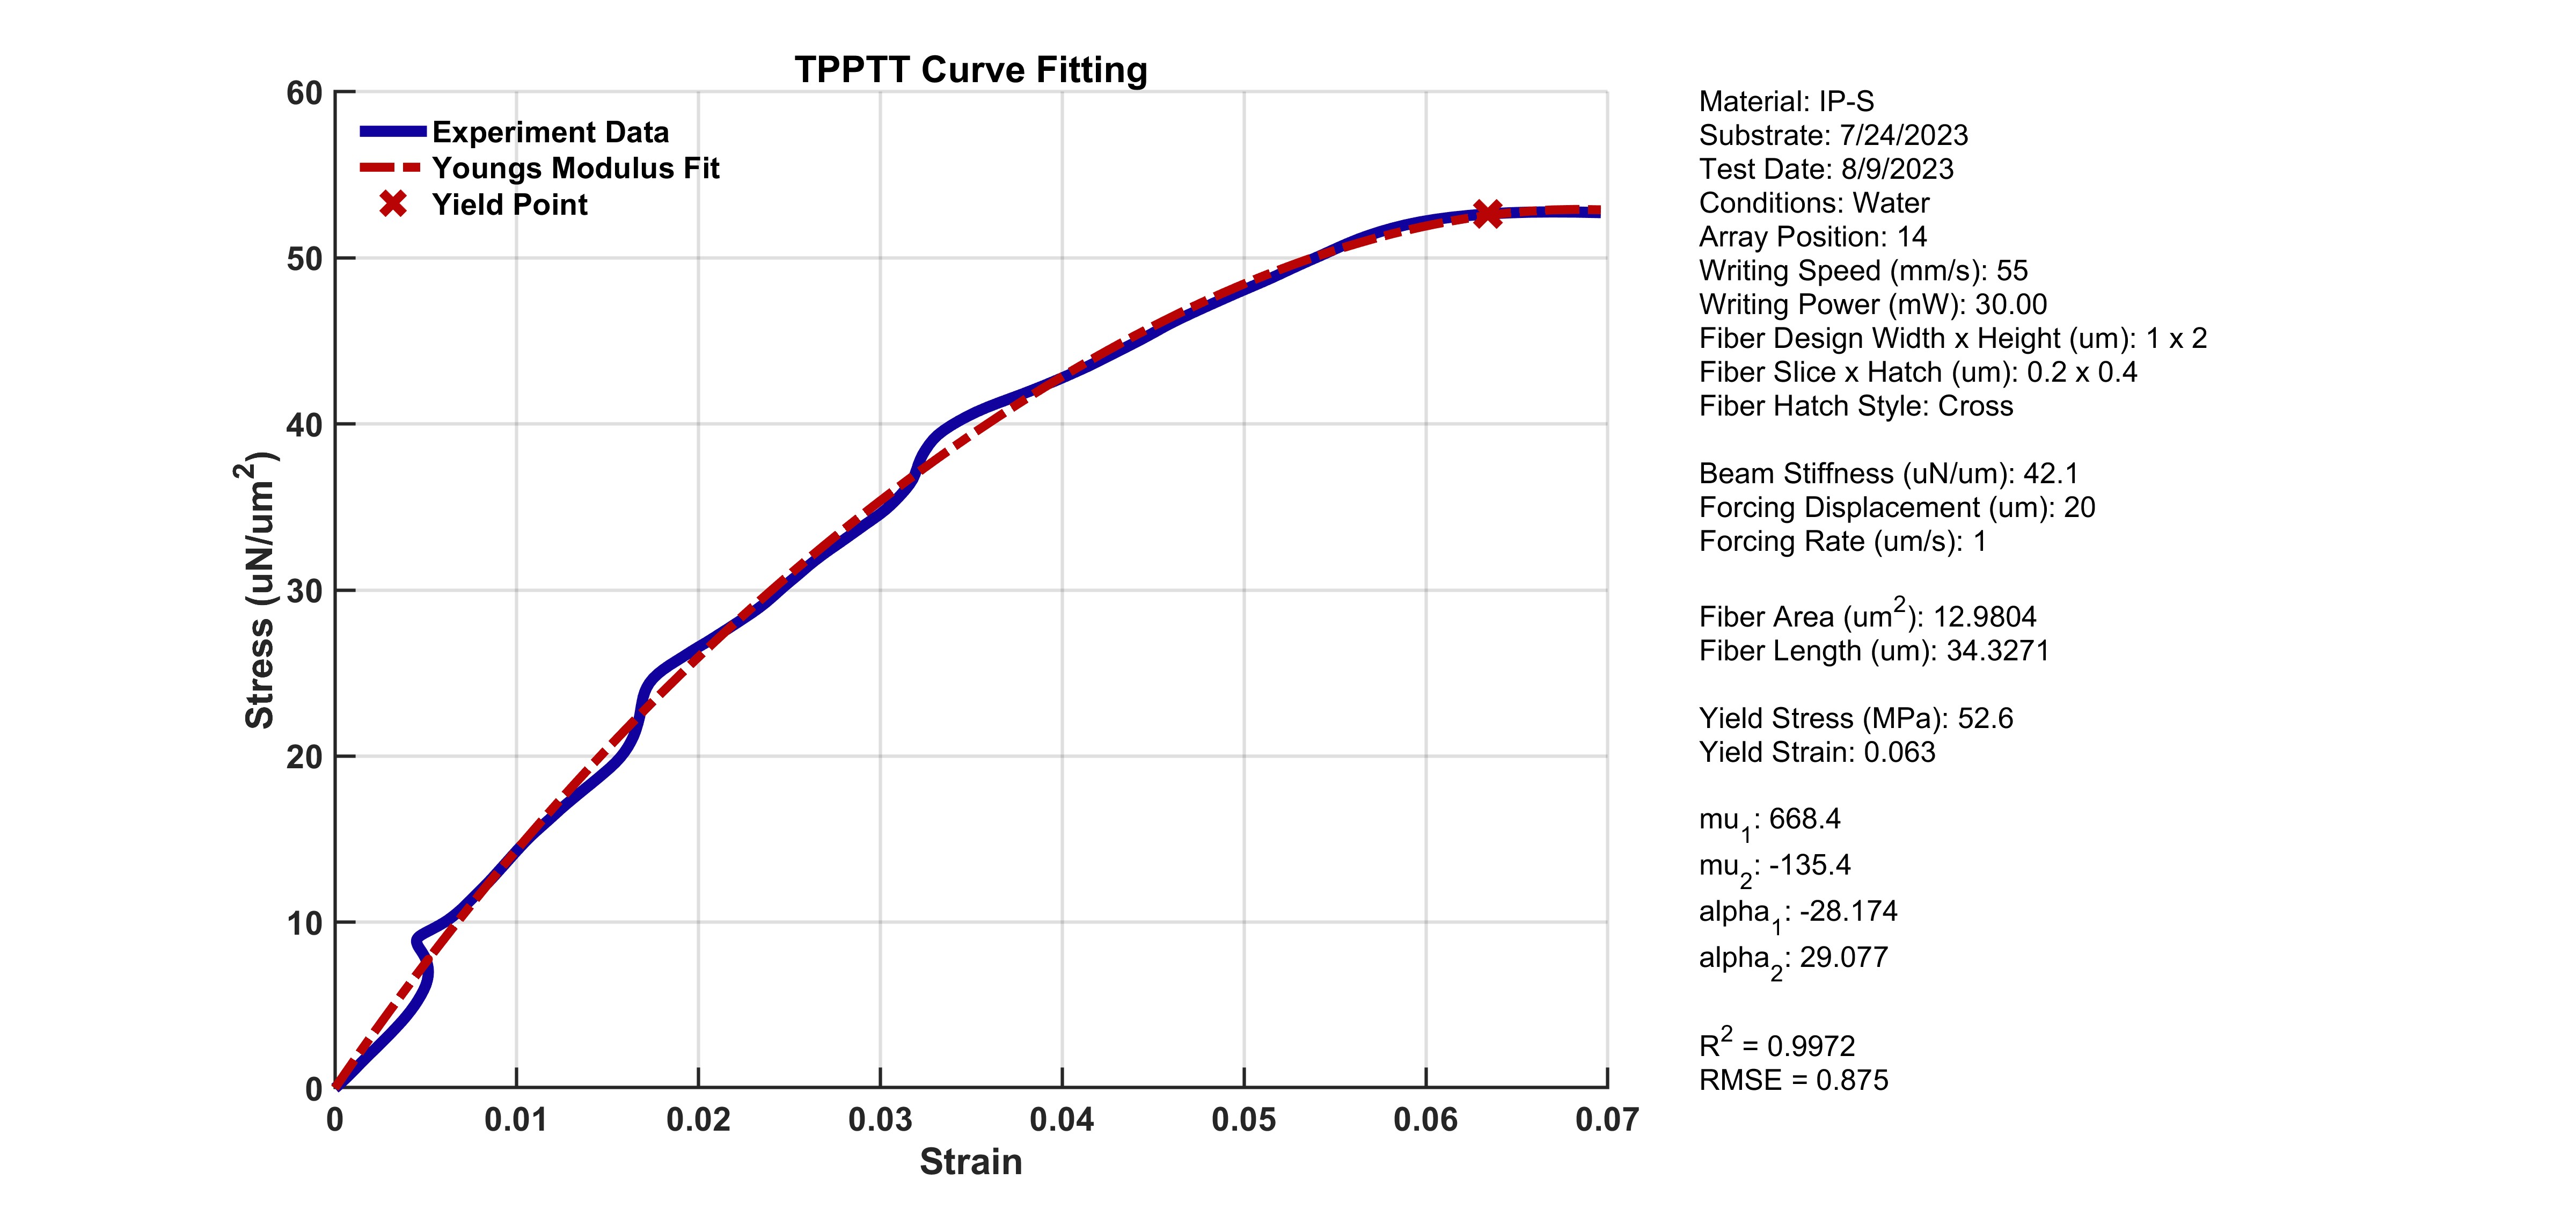 TPPTT Curve Fitting
60
50
40
30
20
10
0
Stress (uN/um²)
Experiment Data
Youngs Modulus Fit
Yield Point
0 0.01 0.02 0.03 0.04 0.05 0.06 0.07
Strain
Material: IP-S
Substrate: 7/24/2023
Test Date: 8/9/2023
Conditions: Water
Array Position: 14
Writing Speed (mm/s): 55
Writing Power (mW): 30.00
Fiber Design Width x Height (um): 1 x 2
Fiber Slice x Hatch (um): 0.2 x 0.4
Fiber Hatch Style: Cross
Beam Stiffness (uN/um): 42.1
Forcing Displacement (um): 20
Forcing Rate (um/s): 1
Fiber Area (um²): 12.9804
Fiber Length (um): 34.3271
Yield Stress (MPa): 52.6
Yield Strain: 0.063
mu₁: 668.4
mu₂: -135.4
alpha₁: -28.174
alpha₂: 29.077
R² = 0.9972
RMSE = 0.875